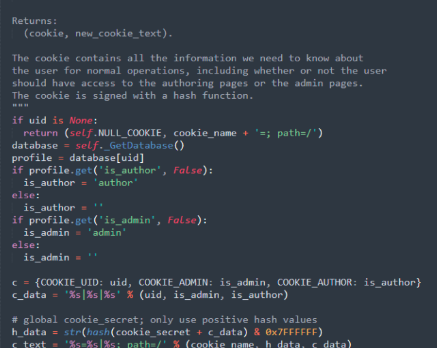 Returns:
(cookie, new_cookie_text).
The cookie contains all the information we need to know about
the user for normal operations, including whether or not the user
should have access to the authoring pages or the admin pages.
The cookie is signed with a hash function.
"""
if uid is None:
return (self.NULL_COOKIE, cookie_name + '=; path=/')
database = self._GetDatabase()
profile = database[uid]
if profile.get('is_author', False):
is_author = 'author'
else:
is_author = ''
if profile.get('is_admin', False):
is_admin = 'admin'
else:
is_admin = ''
c = {COOKIE_UID: uid, COOKIE_ADMIN: is_admin, COOKIE_AUTHOR: is_author}
c_data = '%s|%s|%s' % (uid, is_admin, is_author)
# global cookie_secret; only use positive hash values
h_data = str(hash(cookie_secret + c_data) & 0x7FFFFFF)
c_text = '%s=%s|%s; path=/' % (cookie_name, h_data, c_data)